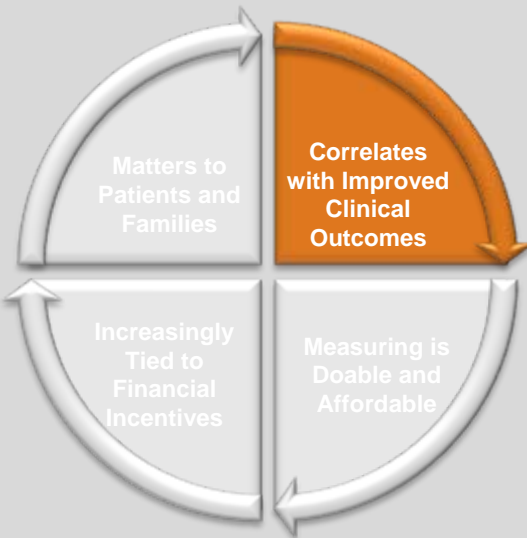 Matters to
Patients and
Families
Correlates
with Improved
Clinical
Outcomes
Increasingly
Tied to
Financial
Incentives
Measuring is
Doable and
Affordable